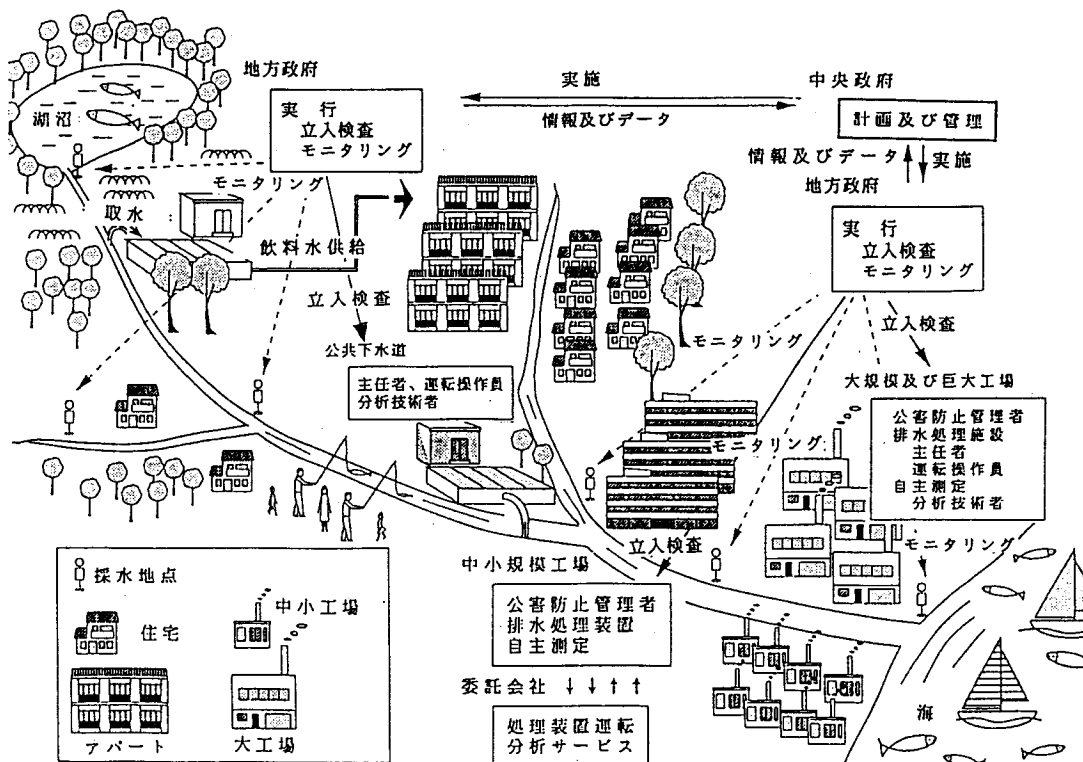 湖沼
地方政府
実行
立入検査
モニタリング
実施
情報及びデータ
中央政府
計画及び管理
情報及びデータ
実施
地方政府
実行
立入検査
モニタリング
モニタリング
取水
飲料水供給
立入検査
公共下水道
主任者、運転操作員
分析技術者
モニタリング
立入検査
大規模及び巨大工場
公害防止管理者
排水処理施設
主任者
運転操作員
自主測定
分析技術者
モニタリング
モニタリング
立入検査
中小規模工場
公害防止管理者
排水処理装置
自主測定
委託会社
処理装置運転
分析サービス
採水地点
住宅
中小工場
アパート
大工場
海